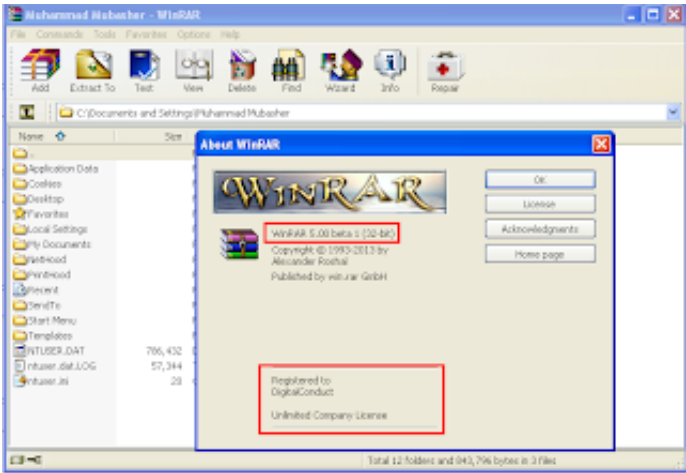 Muhammad Mubasher - WinRAR
File Commands Tools Favorites Options Help
Add Extract To Test View Delete Find Wizard Info Repair
C:\Documents and Settings\Muhammad Mubasher
Name Size
..
Application Data
Cookies
Desktop
Favorites
Local Settings
My Documents
NetHood
PrintHood
Recent
SendTo
Start Menu
Templates
NTUSER.DAT 786,432
ntuser.dat.LOG 57,344
ntuser.ini 20
About WinRAR
WinRAR
WinRAR 5.00 beta 1 (32-bit)
Copyright © 1993-2013 by
Alexander Roshal
Published by win.rar GmbH
Registered to
DigitalConduct
Unlimited Company License
OK
License
Acknowledgments
Home page
Total 12 folders and 843,796 bytes in 3 files